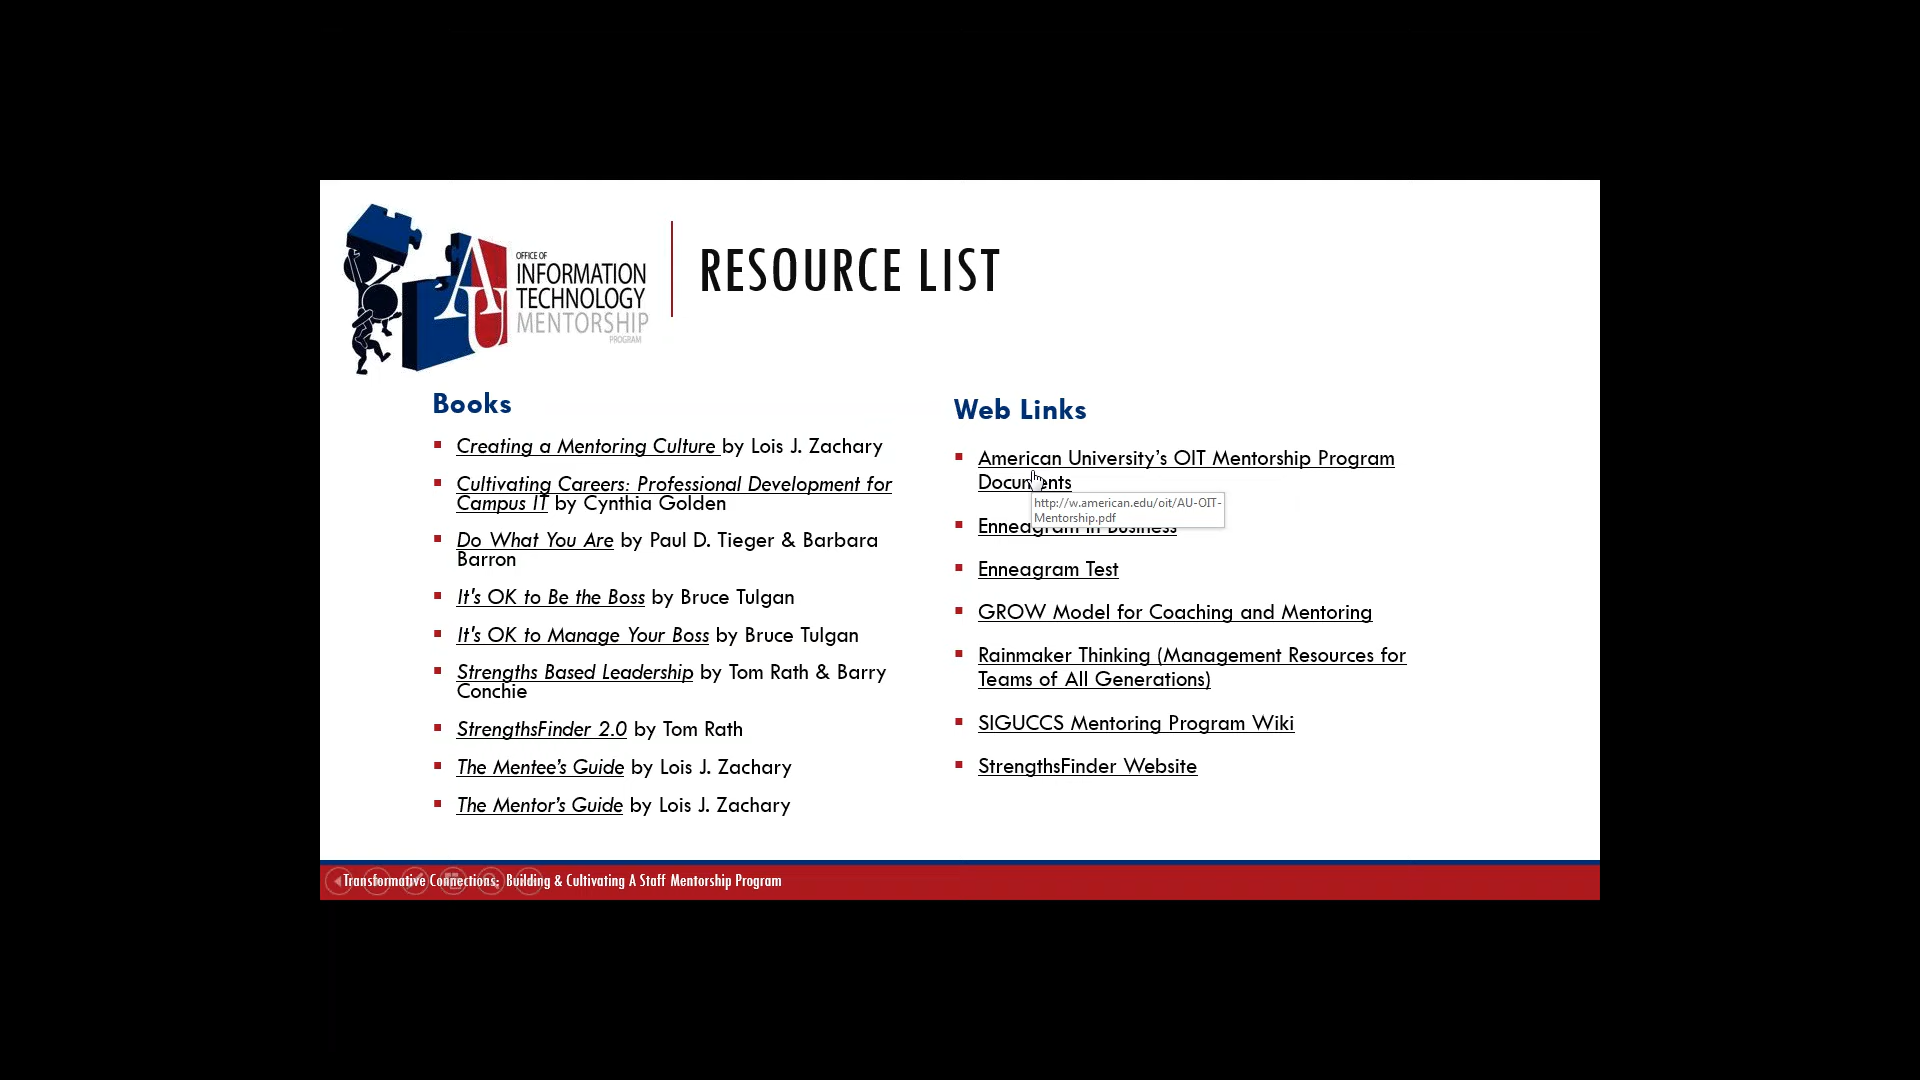 OFFICE OF
INFORMATION
TECHNOLOGY
MENTORSHIP
PROGRAM
AU
RESOURCE LIST
Books
Creating a Mentoring Culture by Lois J. Zachary
Cultivating Careers: Professional Development for
Campus IT by Cynthia Golden
Do What You Are by Paul D. Tieger & Barbara
Barron
It's OK to Be the Boss by Bruce Tulgan
It's OK to Manage Your Boss by Bruce Tulgan
Strengths Based Leadership by Tom Rath & Barry
Conchie
StrengthsFinder 2.0 by Tom Rath
The Mentee's Guide by Lois J. Zachary
The Mentor's Guide by Lois J. Zachary
Web Links
American University's OIT Mentorship Program
Documents
http://w.american.edu/oit/AU-OIT-
Mentorship.pdf
Enneagram in Business
Enneagram Test
GROW Model for Coaching and Mentoring
Rainmaker Thinking (Management Resources for
Teams of All Generations)
SIGUCCS Mentoring Program Wiki
StrengthsFinder Website
Transformative Connections: Building & Cultivating A Staff Mentorship Program